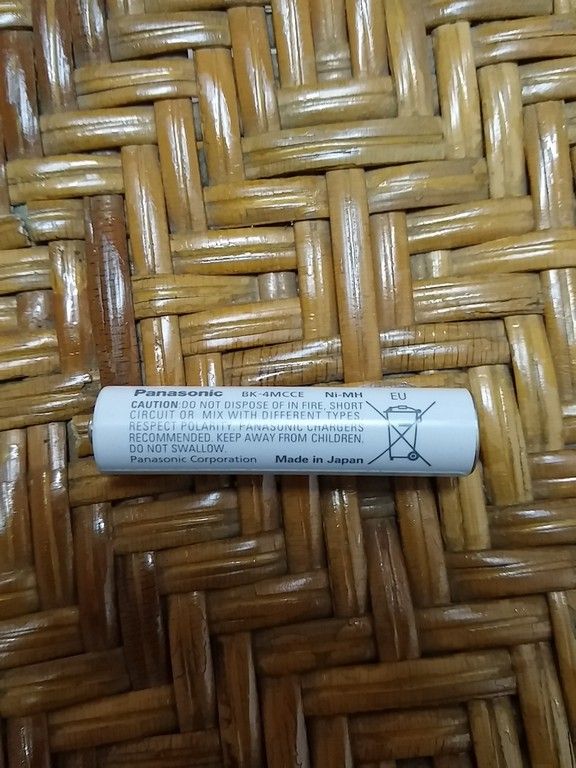 Panasonic BK-4MCCE Ni-MH EU
CAUTION:DO NOT DISPOSE OF IN FIRE, SHORT
CIRCUIT OR MIX WITH DIFFERENT TYPES.
RESPECT POLARITY. PANASONIC CHARGERS
RECOMMENDED. KEEP AWAY FROM CHILDREN.
DO NOT SWALLOW.
Panasonic Corporation Made in Japan